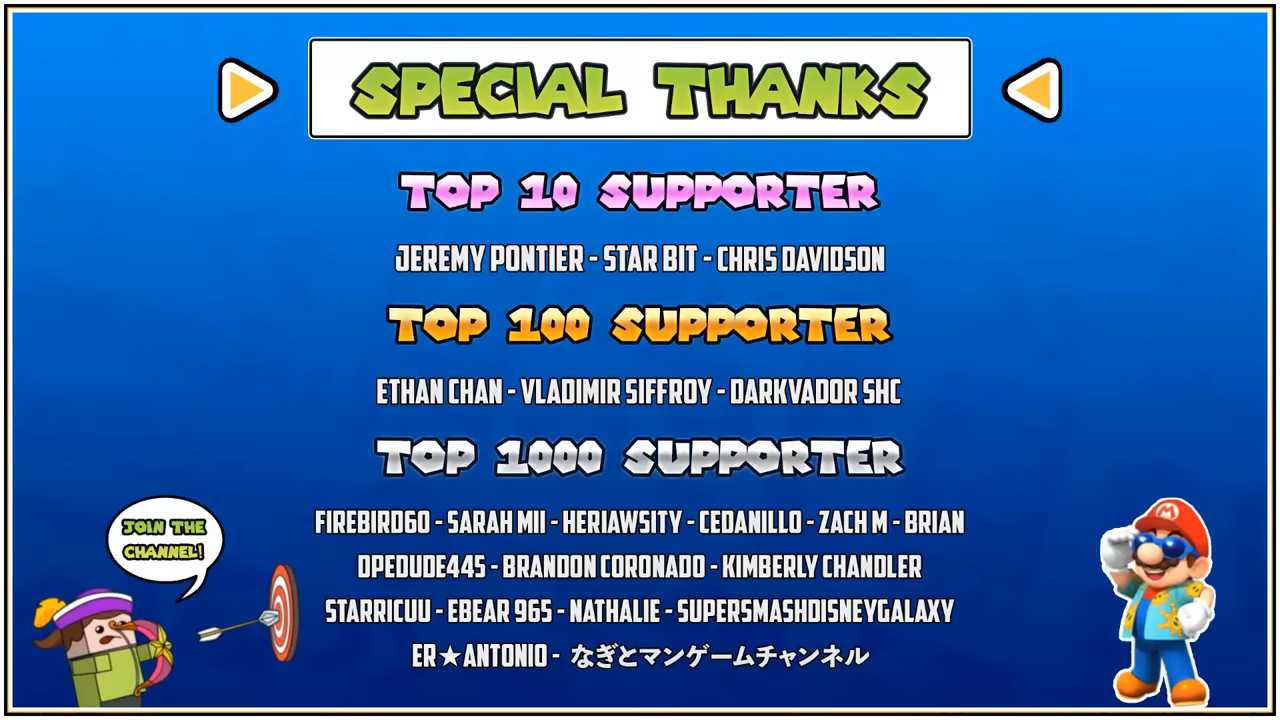 SPECIAL THANKS
TOP 10 SUPPORTER
JEREMY PONTIER - STAR BIT - CHRIS DAVIDSON
TOP 100 SUPPORTER
ETHAN CHAN - VLADIMIR SIFFROY - DARKVADOR SHC
TOP 1000 SUPPORTER
FIREBIRD60 - SARAH MII - HERIAWSITY - CEDANILLO - ZACH M - BRIAN
DPEDUDE445 - BRANDON CORONADO - KIMBERLY CHANDLER
STARRICUU - EBEAR 965 - NATHALIE - SUPERSMASHDISNEYGALAXY
ER★ANTONIO - なぎとマンゲームチャンネル
JOIN THE
CHANNEL!
M